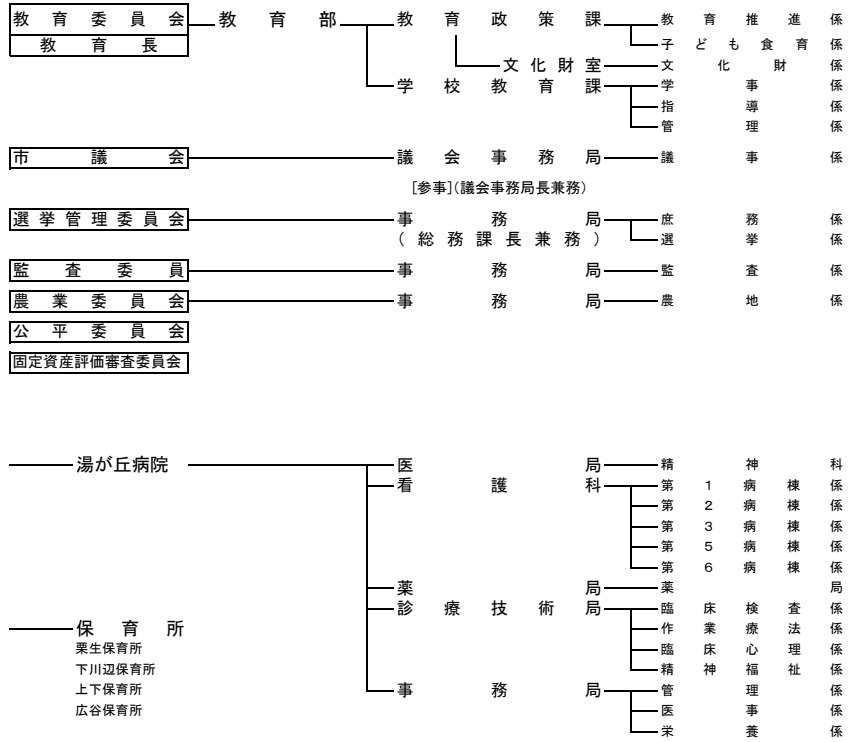 教育委員会 教育部 教育政策課 教育推進係
教育長 子ども食育係
文化財室 文化財係
学校教育課 学事係
指導係
管理係
市議会 議会事務局 議事係
[参事](議会事務局長兼務)
選挙管理委員会 事務局 庶務係
(総務課長兼務) 選挙係
監査委員 事務局 監査係
農業委員会 事務局 農地係
公平委員会
固定資産評価審査委員会
湯が丘病院 医局 精神科
看護科 第1病棟係
第2病棟係
第3病棟係
第5病棟係
第6病棟係
薬局 薬局
診療技術局 臨床検査係
保育所 作業療法係
栗生保育所 臨床心理係
下川辺保育所 精神福祉係
上下保育所 事務局 管理係
広谷保育所 医事係
栄養係